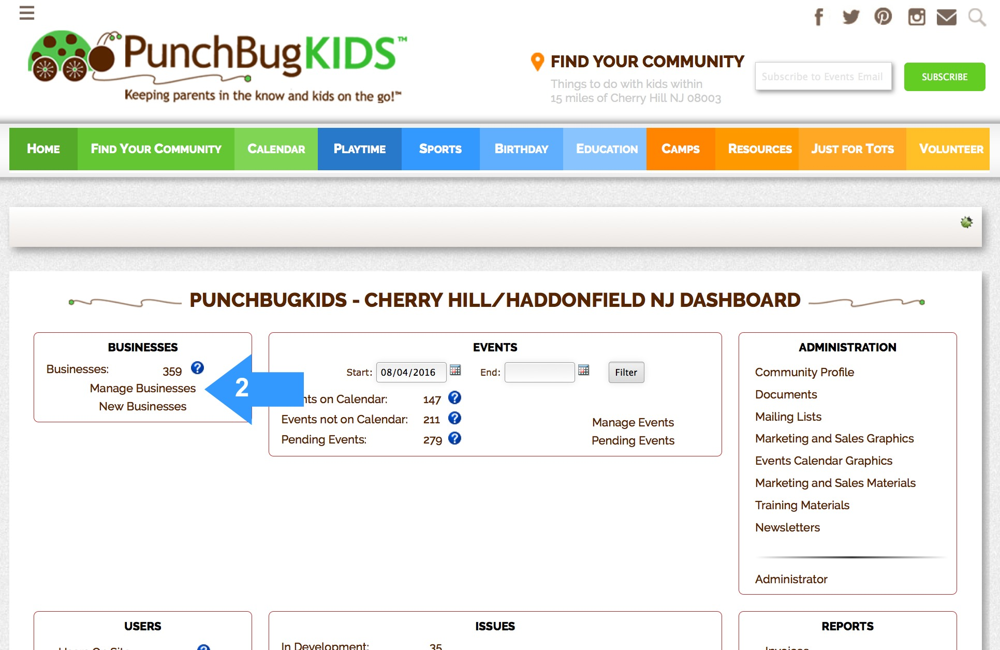 PunchBugKIDS™
Keeping parents in the know and kids on the go!™
FIND YOUR COMMUNITY
Things to do with kids within
15 miles of Cherry Hill NJ 08003
Subscribe to Events Email
SUBSCRIBE
HOME FIND YOUR COMMUNITY CALENDAR PLAYTIME SPORTS BIRTHDAY EDUCATION CAMPS RESOURCES JUST FOR TOTS VOLUNTEER
PUNCHBUGKIDS - CHERRY HILL/HADDONFIELD NJ DASHBOARD
BUSINESSES
Businesses: 359 ?
Manage Businesses
New Businesses
2
EVENTS
Start: 08/04/2016 End: Filter
nts on Calendar: 147 ?
Events not on Calendar: 211 ?
Pending Events: 279 ?
Manage Events
Pending Events
ADMINISTRATION
Community Profile
Documents
Mailing Lists
Marketing and Sales Graphics
Events Calendar Graphics
Marketing and Sales Materials
Training Materials
Newsletters
Administrator
USERS
Users On Site ?
ISSUES
In Development: 35
REPORTS
Invoices